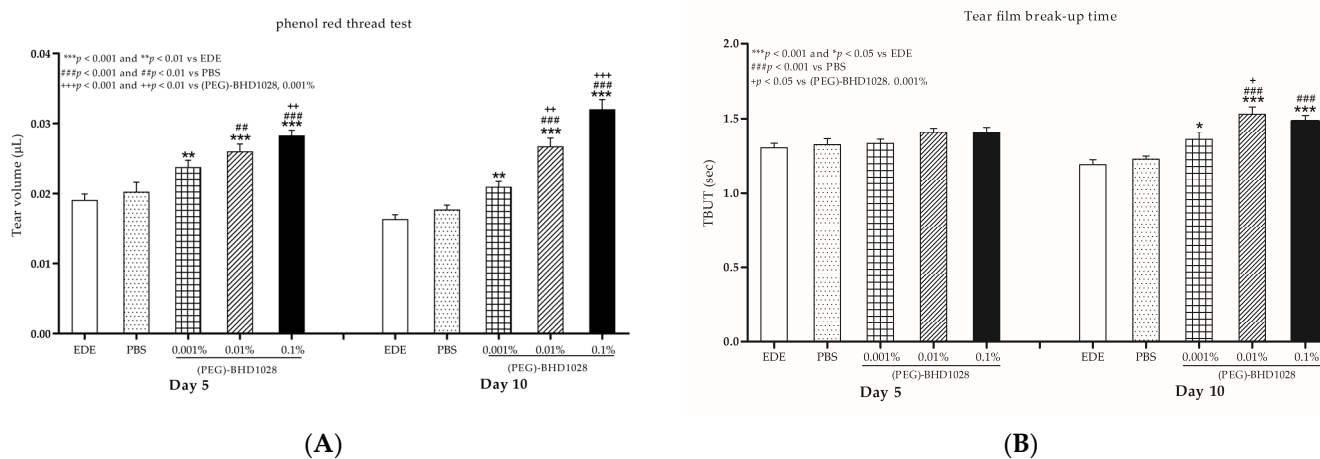 phenol red thread test
***p < 0.001 and **p < 0.01 vs EDE
###p < 0.001 and ##p < 0.01 vs PBS
+++p < 0.001 and ++p < 0.01 vs (PEG)-BHD1028, 0.001%
Tear volume (µL)
0.04
0.03
0.02
0.01
0.00
**
##
***
++
###
***
**
++
###
***
+++
###
***
EDE PBS 0.001% 0.01% 0.1% EDE PBS 0.001% 0.01% 0.1%
(PEG)-BHD1028 (PEG)-BHD1028
Day 5 Day 10
(A)
Tear film break-up time
***p < 0.001 and *p < 0.05 vs EDE
###p < 0.001 vs PBS
+p < 0.05 vs (PEG)-BHD1028. 0.001%
TBUT (sec)
2.0
1.5
1.0
0.5
0.0
*
+
###
***
###
***
EDE PBS 0.001% 0.01% 0.1% EDE PBS 0.001% 0.01% 0.1%
(PEG)-BHD1028 (PEG)-BHD1028
Day 5 Day 10
(B)